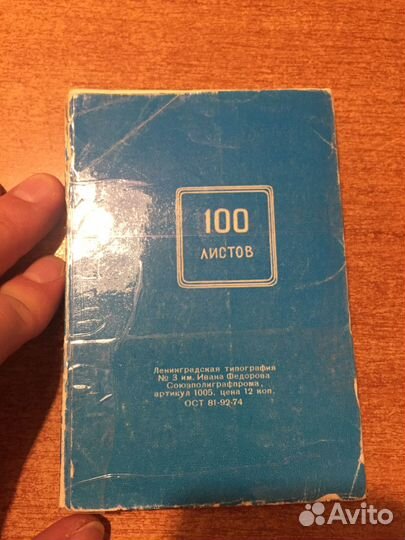 100
ЛИСТОВ
Ленинградская типография
№ 3 им. Ивана Федорова
Союзполиграфпрома,
артикул 1005. цена 12 коп.
ОСТ 81-92-74
Avito